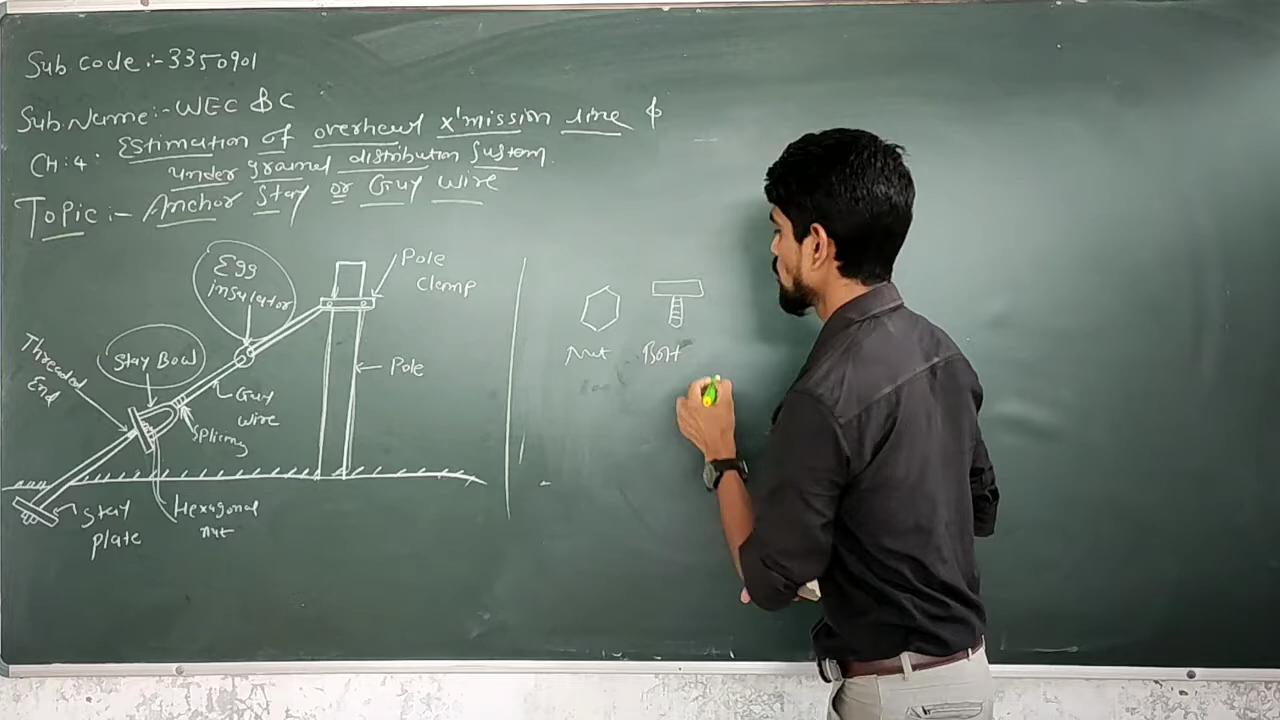 Sub code:-3350901
Sub.Name:-WEC & C
CH:4: Estimation of overhead x'mission line &
under ground distribution System.
Topic:- Anchor Stay or Guy wire
Egg
insulator
Pole
clamp
Threaded
End
Stay Bow
Pole
Guy
wire
Splicing
Stay
plate
Hexagonal
nut
Nut
Bolt